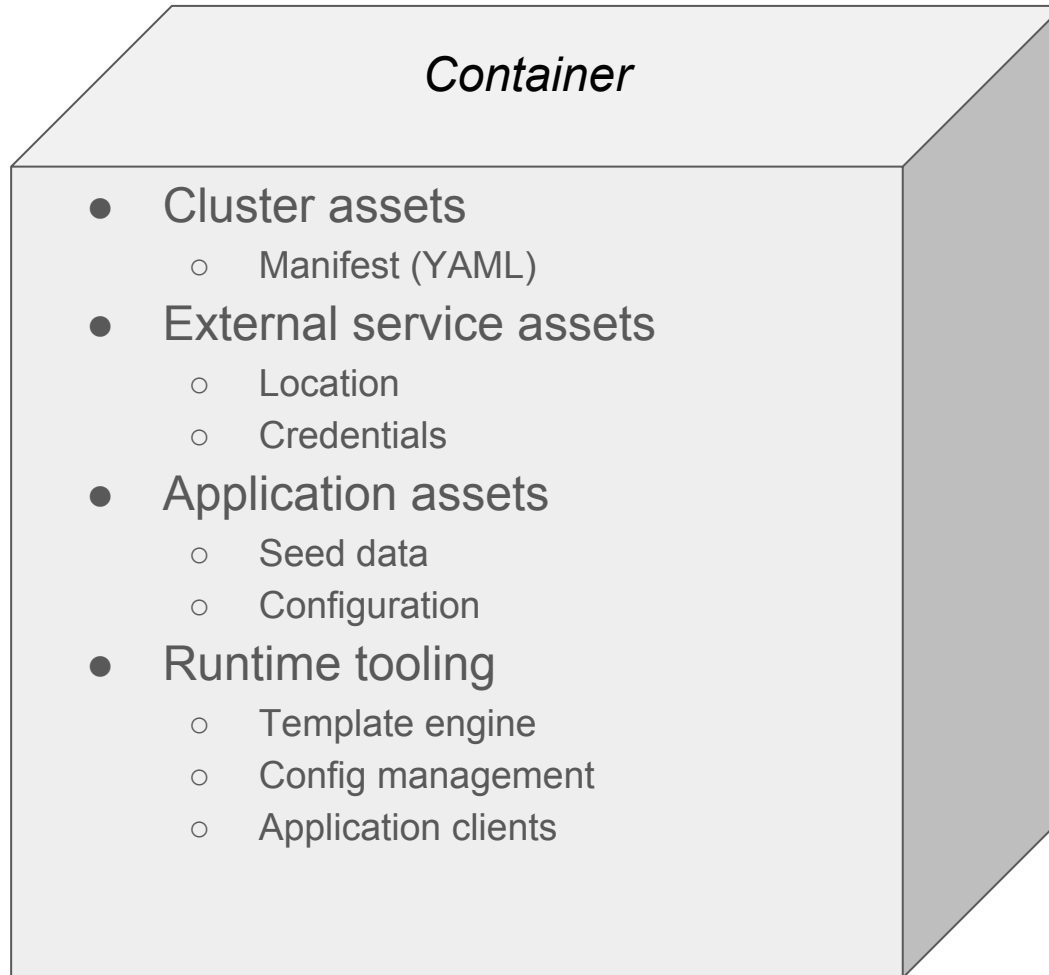 Container
● Cluster assets
○ Manifest (YAML)
● External service assets
○ Location
○ Credentials
● Application assets
○ Seed data
○ Configuration
● Runtime tooling
○ Template engine
○ Config management
○ Application clients